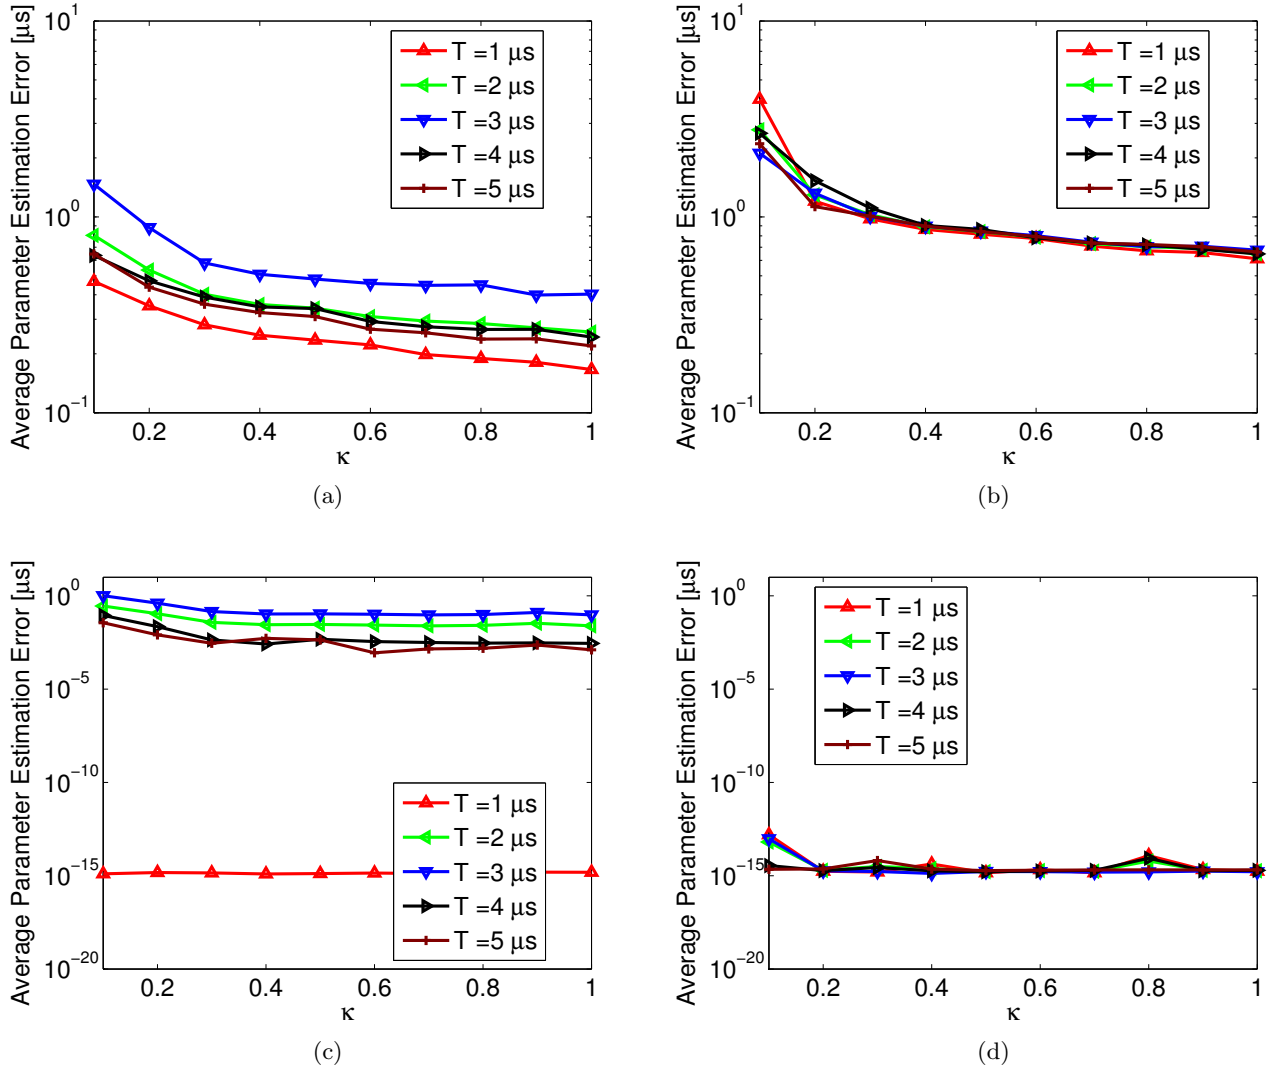 Average Parameter Estimation Error [μs]
10^1
10^0
10^-1
0.2 0.4 0.6 0.8 1
κ
T =1 μs
T =2 μs
T =3 μs
T =4 μs
T =5 μs
(a)
Average Parameter Estimation Error [μs]
10^1
10^0
10^-1
0.2 0.4 0.6 0.8 1
κ
T =1 μs
T =2 μs
T =3 μs
T =4 μs
T =5 μs
(b)
Average Parameter Estimation Error [μs]
10^0
10^-5
10^-10
10^-15
10^-20
0.2 0.4 0.6 0.8 1
κ
T =1 μs
T =2 μs
T =3 μs
T =4 μs
T =5 μs
(c)
Average Parameter Estimation Error [μs]
10^0
10^-5
10^-10
10^-15
10^-20
0.2 0.4 0.6 0.8 1
κ
T =1 μs
T =2 μs
T =3 μs
T =4 μs
T =5 μs
(d)